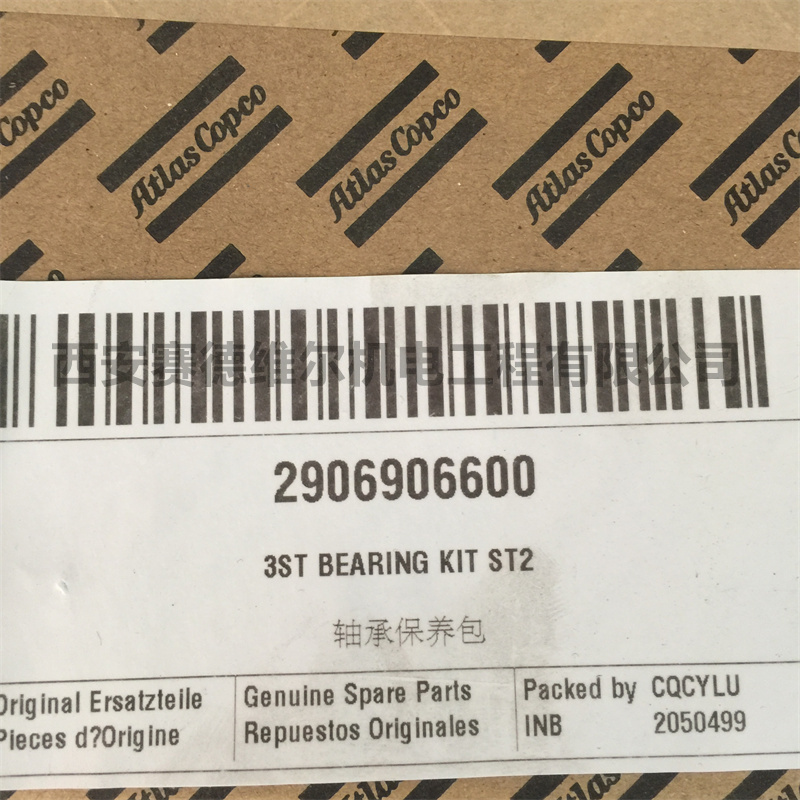 Atlas Copco
Atlas Copco
Atlas Copco
Atlas Copco
Atlas Copco
西安赛德维尔机电工程有限公司
2906906600
3ST BEARING KIT ST2
轴承保养包
Original Ersatzteile
Pieces d?Origine
Genuine Spare Parts
Repuestos Originales
Packed by CQCYLU
INB 2050499
Atlas Copco